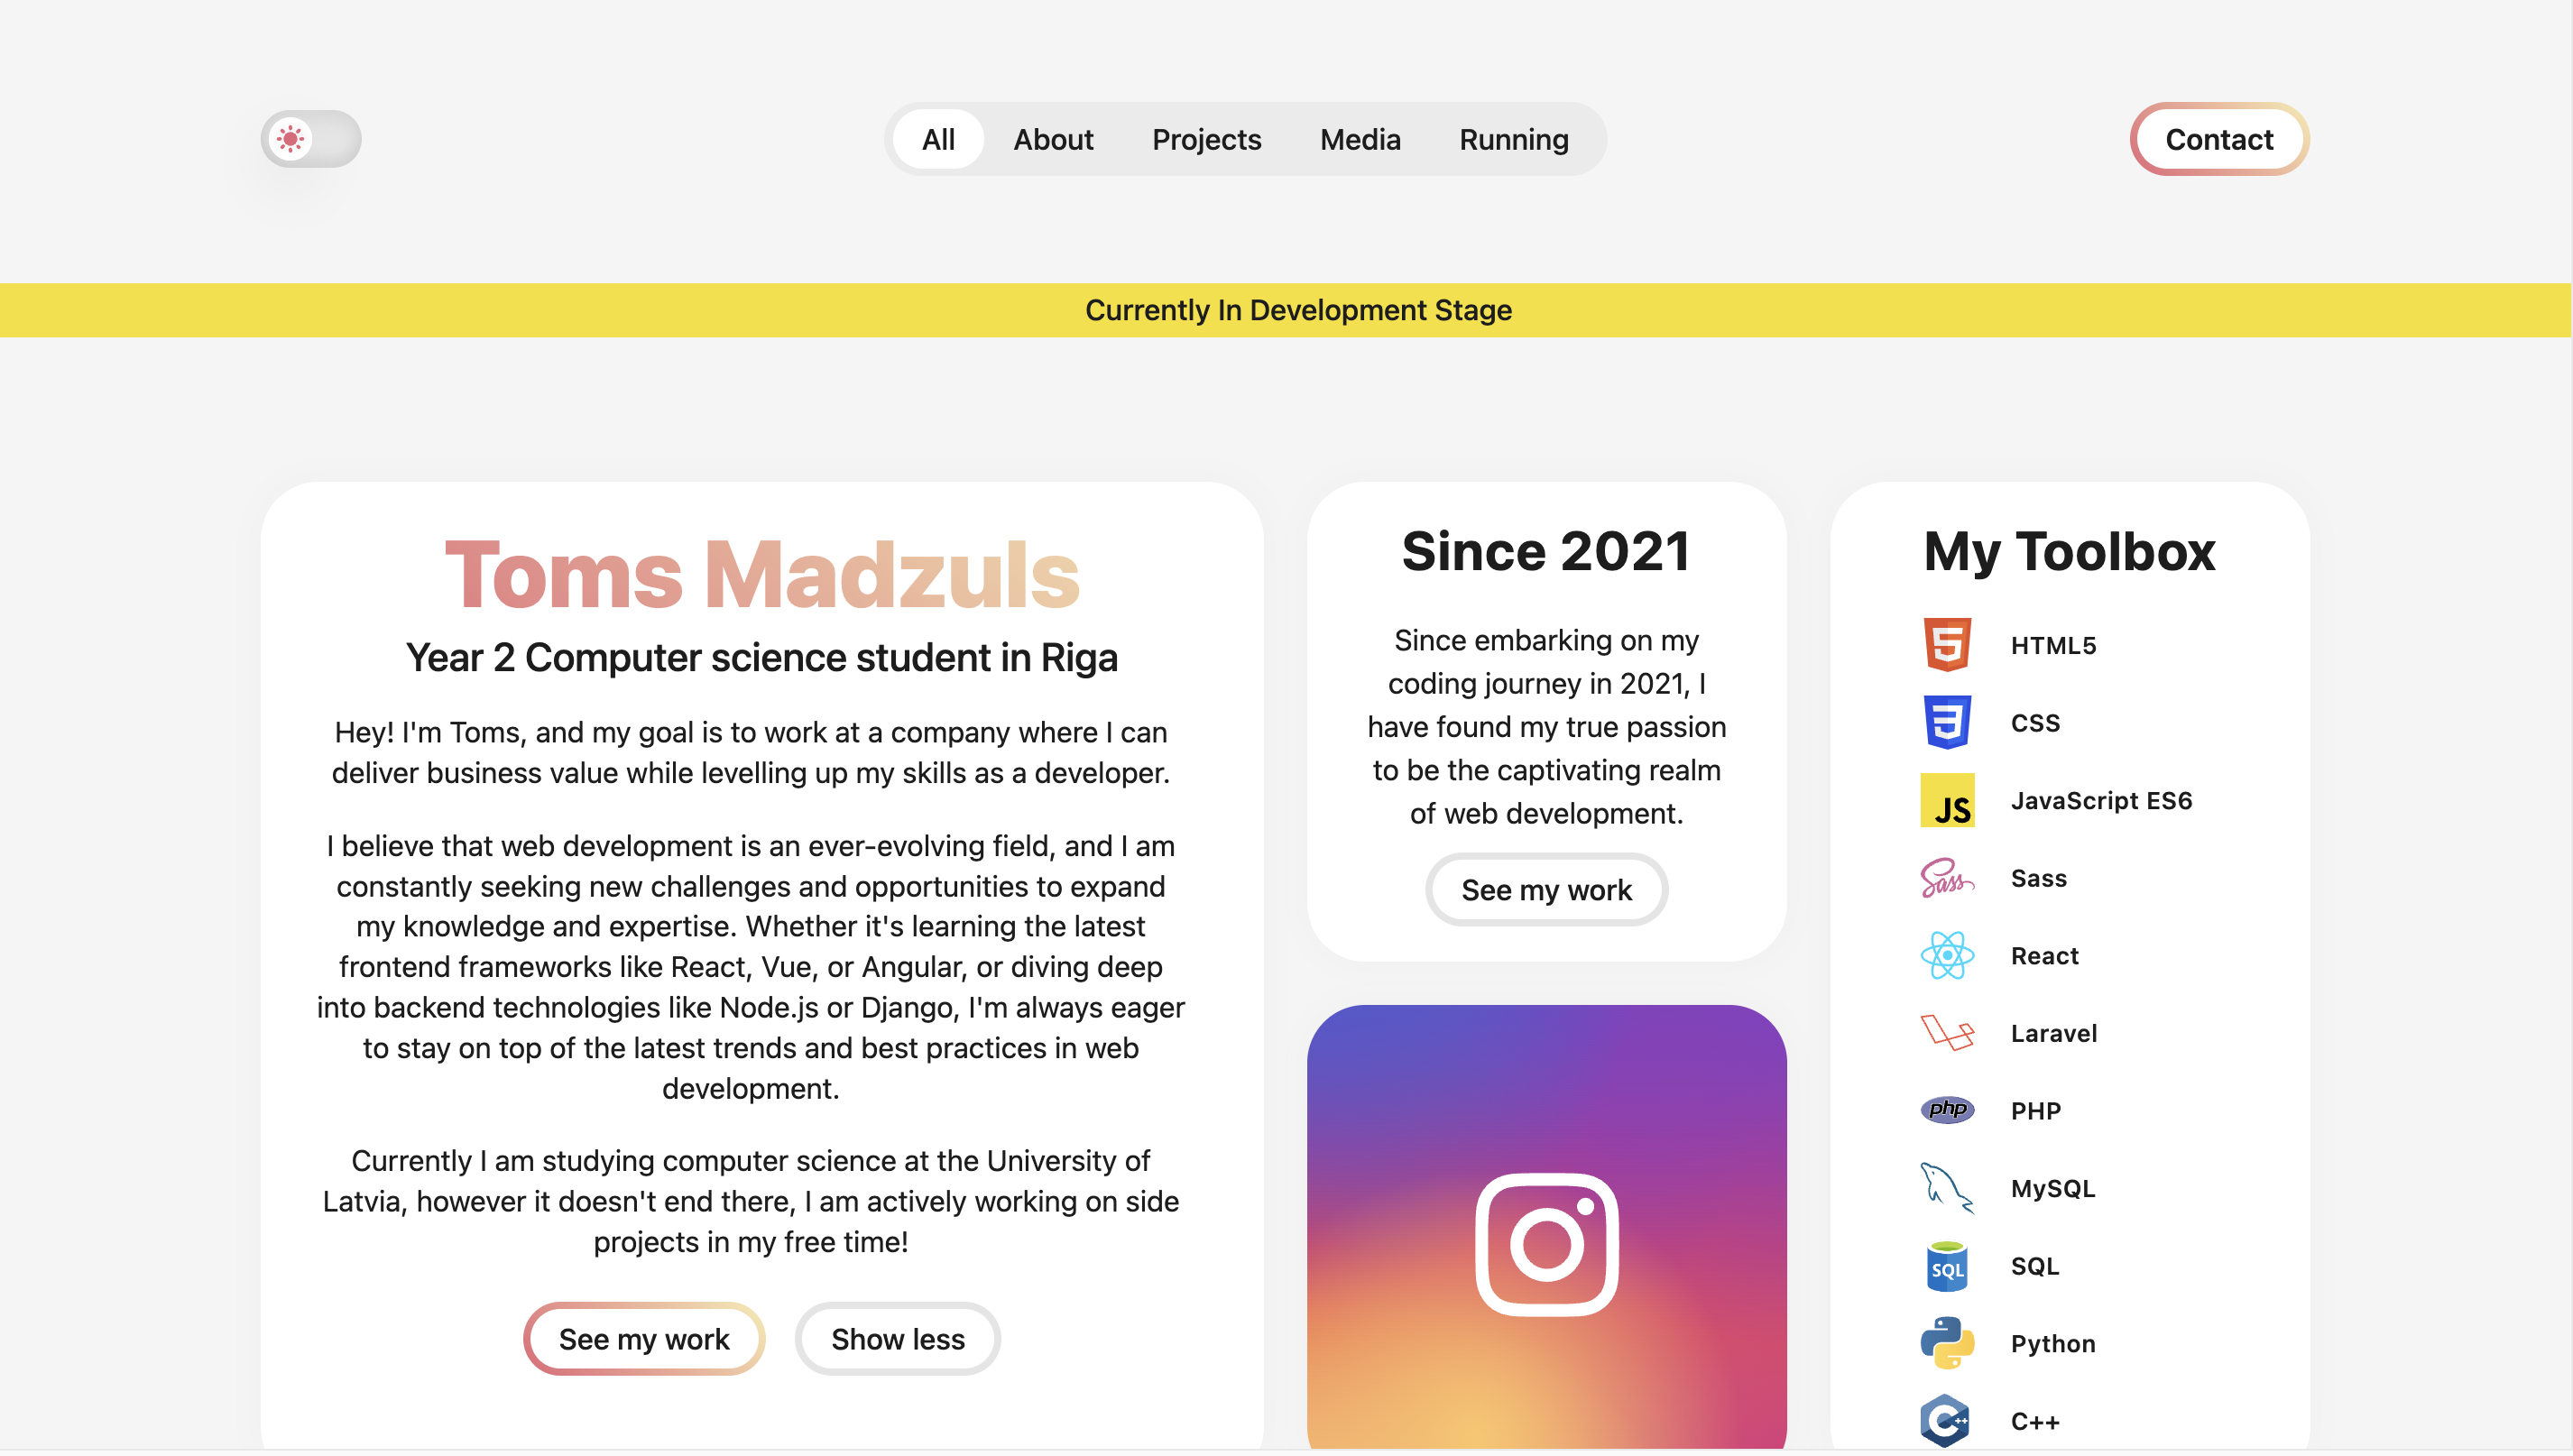 All
About
Projects
Media
Running
Contact
Currently In Development Stage
Toms Madzuls
Year 2 Computer science student in Riga
Hey! I'm Toms, and my goal is to work at a company where I can
deliver business value while levelling up my skills as a developer.
I believe that web development is an ever-evolving field, and I am
constantly seeking new challenges and opportunities to expand
my knowledge and expertise. Whether it's learning the latest
frontend frameworks like React, Vue, or Angular, or diving deep
into backend technologies like Node.js or Django, I'm always eager
to stay on top of the latest trends and best practices in web
development.
Currently I am studying computer science at the University of
Latvia, however it doesn't end there, I am actively working on side
projects in my free time!
See my work
Show less
Since 2021
Since embarking on my
coding journey in 2021, I
have found my true passion
to be the captivating realm
of web development.
See my work
My Toolbox
HTML5
CSS
JS
JavaScript ES6
Sass
Sass
React
Laravel
php
PHP
MySQL
SQL
SQL
Python
C++
C++